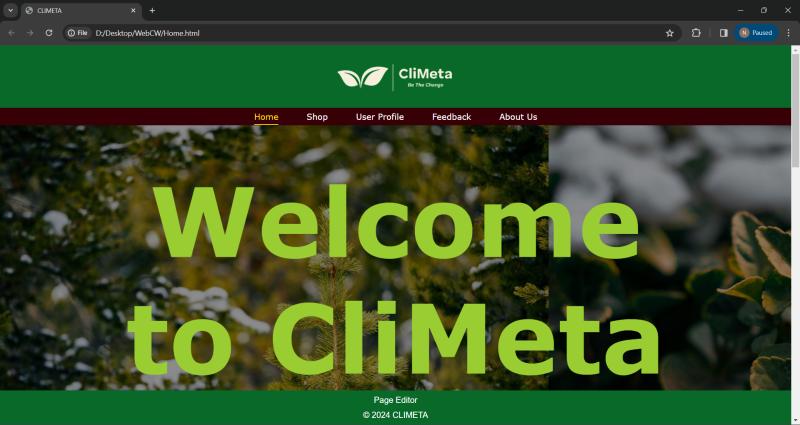 CLIMETA
File D:/Desktop/WebCW/Home.html
N Paused
CliMeta
Be The Change
Home Shop User Profile Feedback About Us
Welcome
to CliMeta
Page Editor
© 2024 CLIMETA